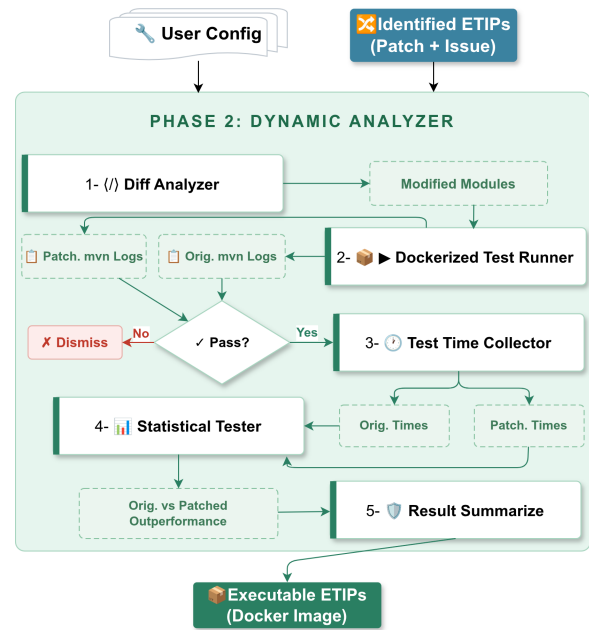 🔧 User Config
🔀Identified ETIPs
(Patch + Issue)
PHASE 2: DYNAMIC ANALYZER
1- ⟨/⟩ Diff Analyzer
Modified Modules
📋 Patch. mvn Logs
📋 Orig. mvn Logs
2- 📦 ▶ Dockerized Test Runner
✗ Dismiss
No
✓ Pass?
Yes
3- 🕐 Test Time Collector
4- 📊 Statistical Tester
Orig. Times
Patch. Times
Orig. vs Patched
Outperformance
5- 🛡️ Result Summarize
📦Executable ETIPs
(Docker Image)